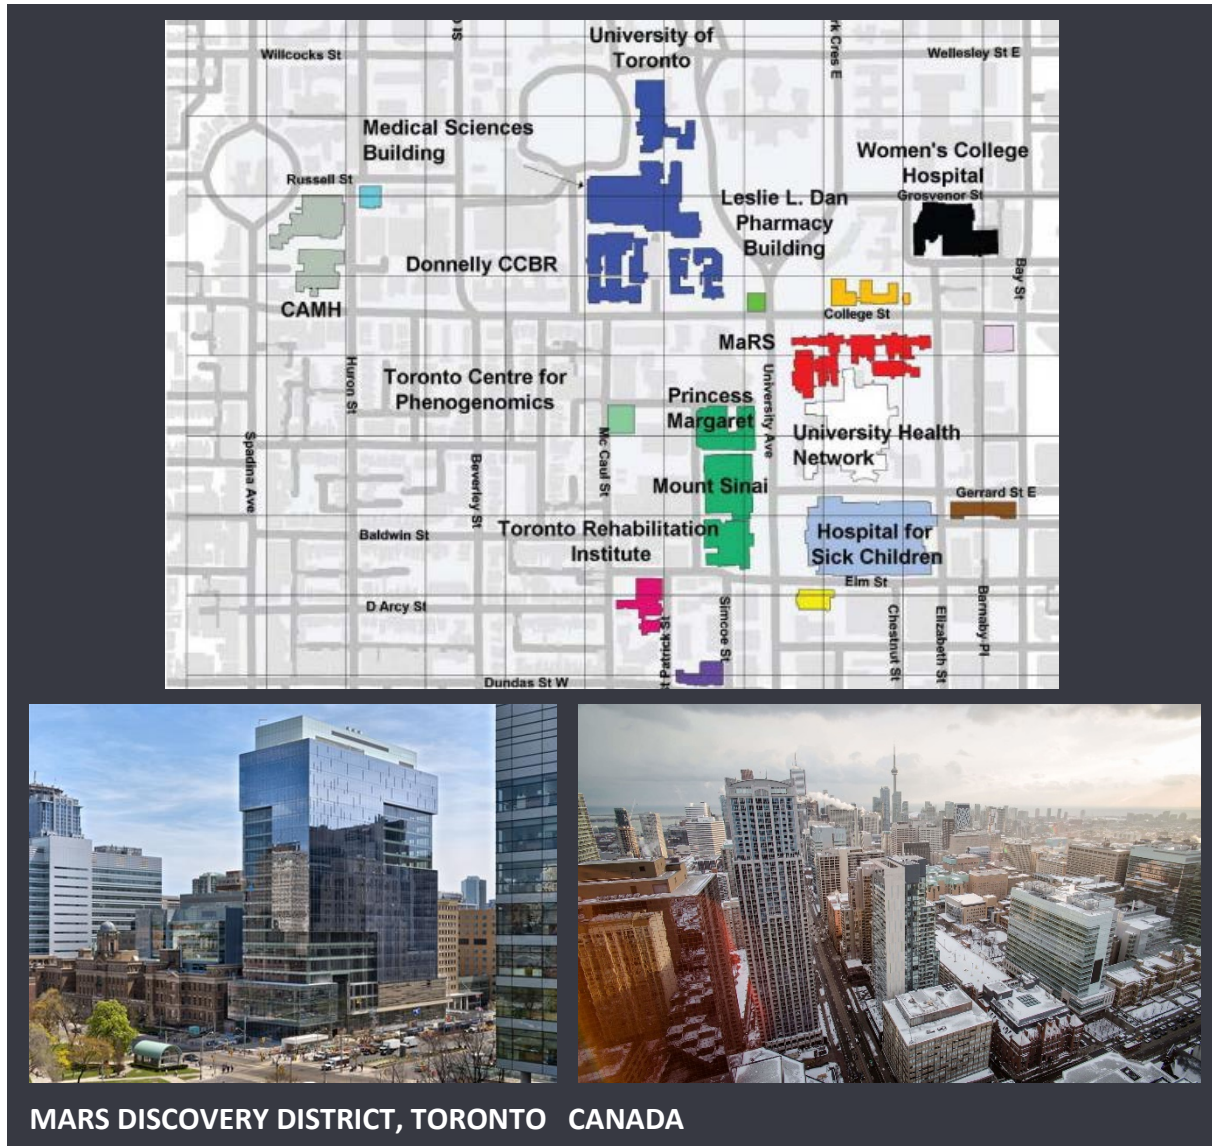 University of
Toronto
Willcocks St
Wellesley St E
rk Cres E
Medical Sciences
Building
Women's College
Hospital
Russell St
Grosvenor St
Leslie L. Dan
Pharmacy
Building
Donnelly CCBR
Bay St
CAMH
College St
MaRS
Huron St
Toronto Centre for
Phenogenomics
University Ave
Princess
Margaret
Mc Caul St
University Health
Network
Spadina Ave
Beverley St
Mount Sinai
Gerrard St E
Baldwin St
Toronto Rehabilitation
Institute
Hospital for
Sick Children
Elm St
D Arcy St
Simcoe St
t Patrick St
Chestnut St
Elizabeth St
Barnaby Pl
Dundas St W
MARS DISCOVERY DISTRICT, TORONTO CANADA